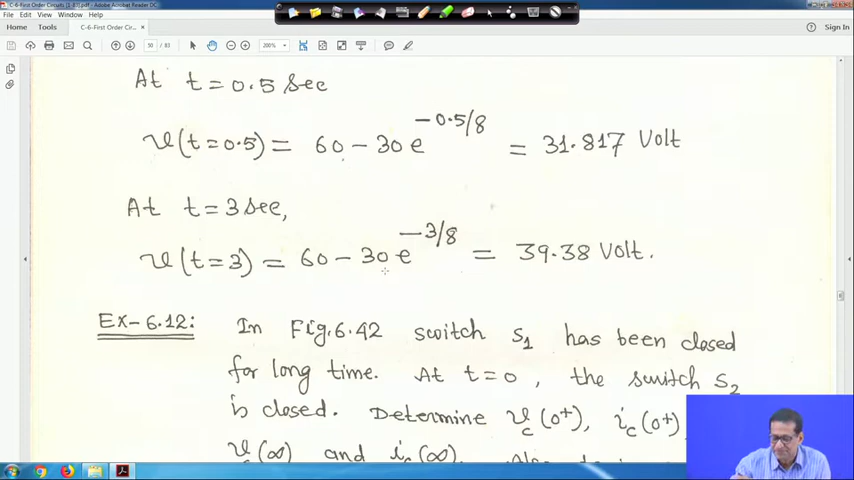 C-6-First Order Circuits [1-83].pdf - Adobe Acrobat Reader DC
File Edit View Window Help
Home Tools C-6-First Order Cir... × Sign In
50 / 83 200%
At t = 0.5 Sec
v(t=0.5) = 60 - 30 e^{-0.5/8} = 31.817 Volt
At t = 3 Sec,
v(t=3) = 60 - 30 e^{-3/8} = 39.38 Volt.
Ex-6.12: In Fig.6.42 switch S₁ has been closed
for long time. At t=0, the switch S₂
is closed. Determine v_c(0⁺), i_c(0⁺)
v_c(∞) and i_c(∞).